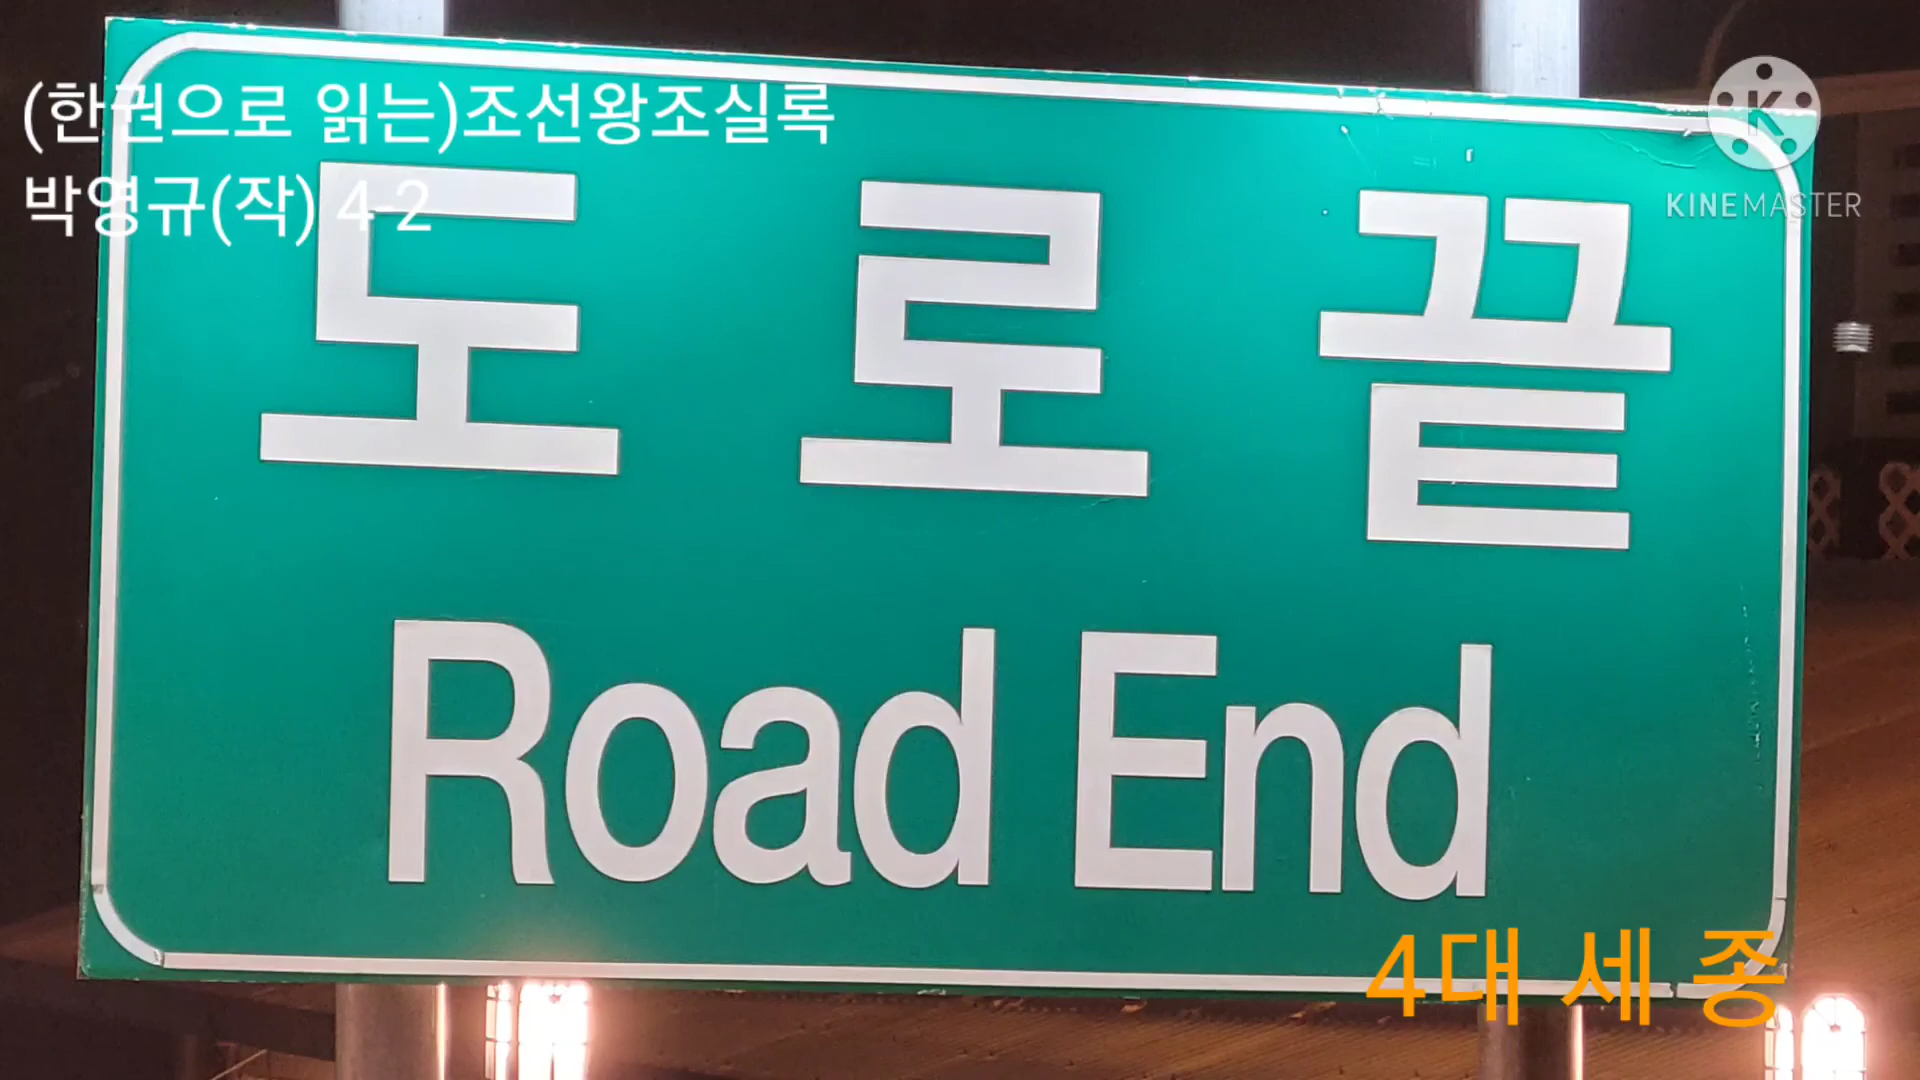 (한권으로 읽는)조선왕조실록
박영규(작) 4-2
KINEMASTER
도로끝
Road End
4대 세 종